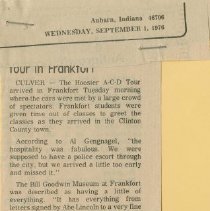 Auburn, Indiana 46706
WEDNESDAY, SEPTEMBER 1, 1976
Tour in Frankfort
CULVER — The Hoosier A-C-D Tour
arrived in Frankfort Tuesday morning
where the cars were met by a large crowd
of spectators. Frankfort students were
given time out of classes to greet the
classics as they arrived in the Clinton
County town.
According to Al Gengnagel, "the
hospitality was fabulous. We were
supposed to have a police escort through
the city, but we arrived a little too early
and missed it."
The Bill Goodwin Museum at Frankfort
was described as having a little of
everything. "It has everything from
letters signed by Abe Lincoln to a very fine